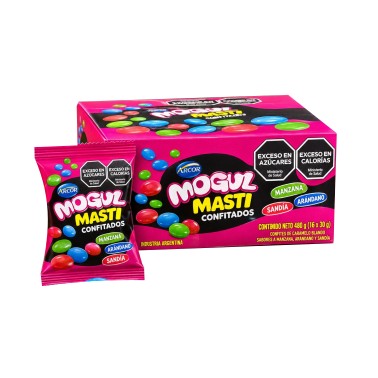 ARCOR
MOGUL
MASTI
CONFITADOS
EXCESO EN
AZÚCARES
Ministerio
de Salud
EXCESO EN
CALORÍAS
Ministerio
de Salud
MANZANA
ARÁNDANO
SANDÍA
INDUSTRIA ARGENTINA
CONTENIDO NETO 480 g (16 x 30 g)
CONFITES DE CARAMELO BLANDO
SABORES A MANZANA, ARÁNDANO Y SANDÍA
EXCESO EN
AZÚCARES
EXCESO EN
CALORÍAS
ARCOR
MOGUL
MASTI
CONFITADOS
MANZANA
ARÁNDANO
SANDÍA